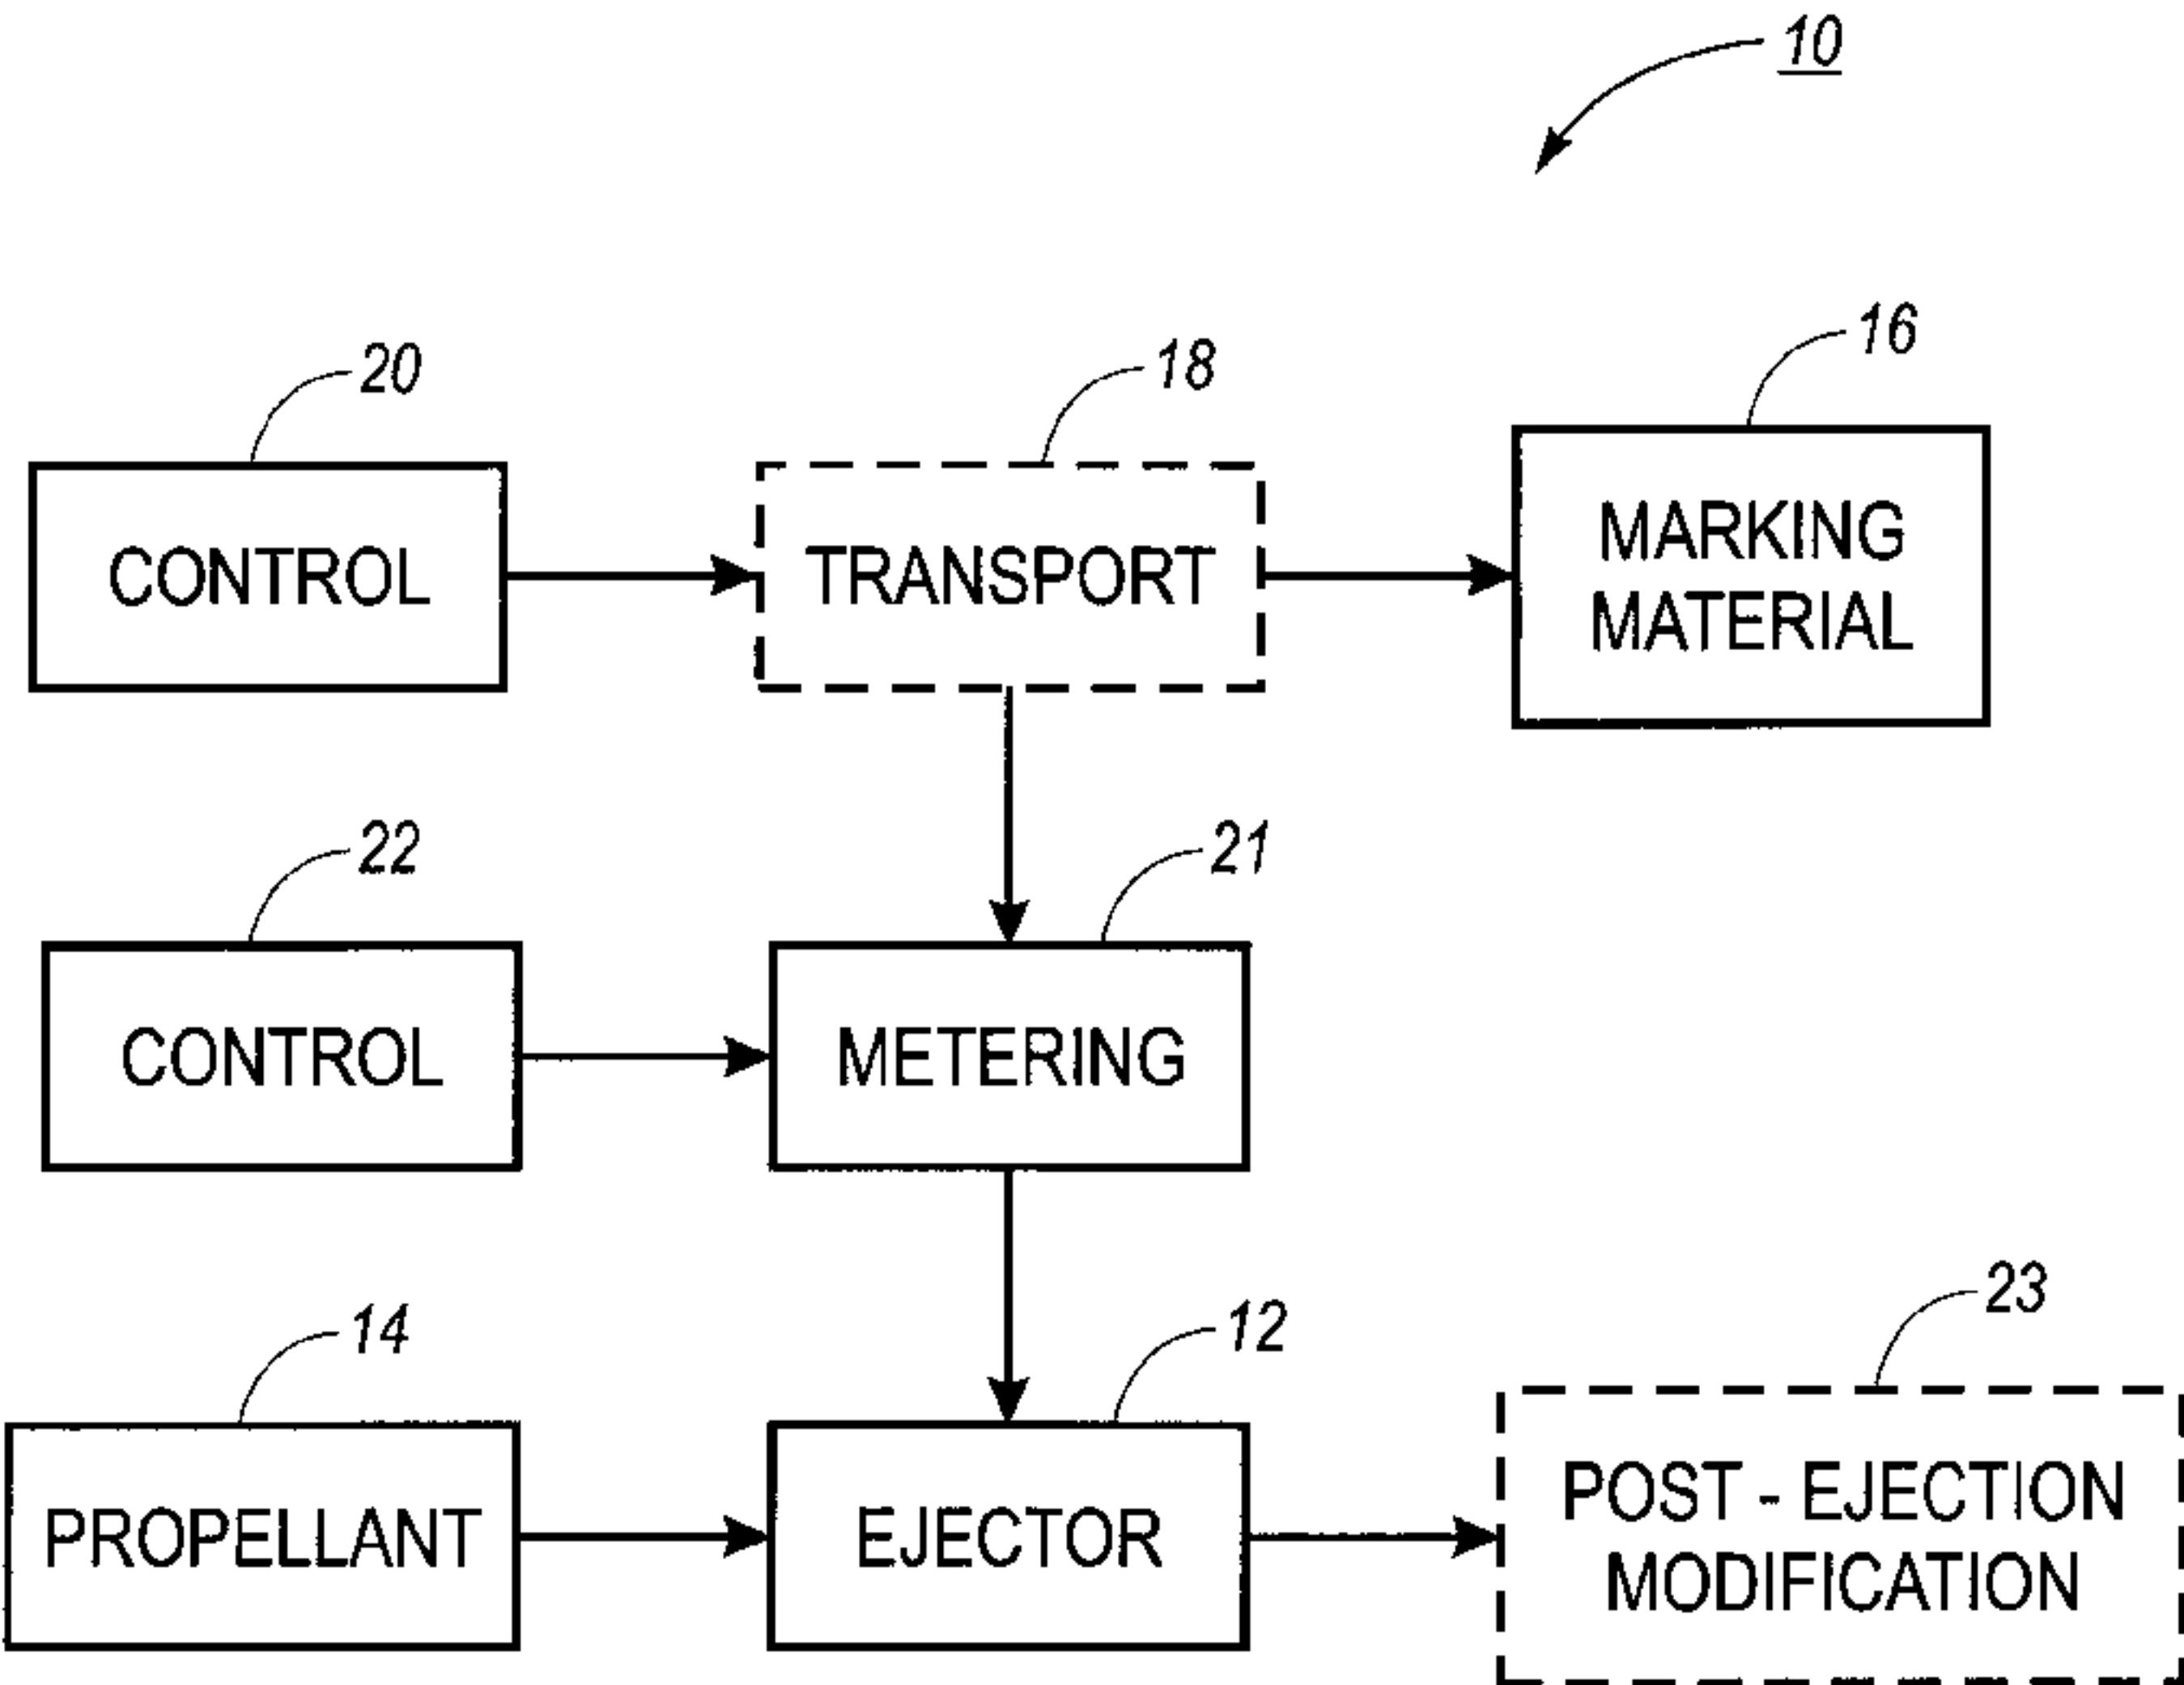 10
20
18
16
CONTROL
TRANSPORT
MARKING
MATERIAL
22
21
CONTROL
METERING
14
12
23
PROPELLANT
EJECTOR
POST - EJECTION
MODIFICATION